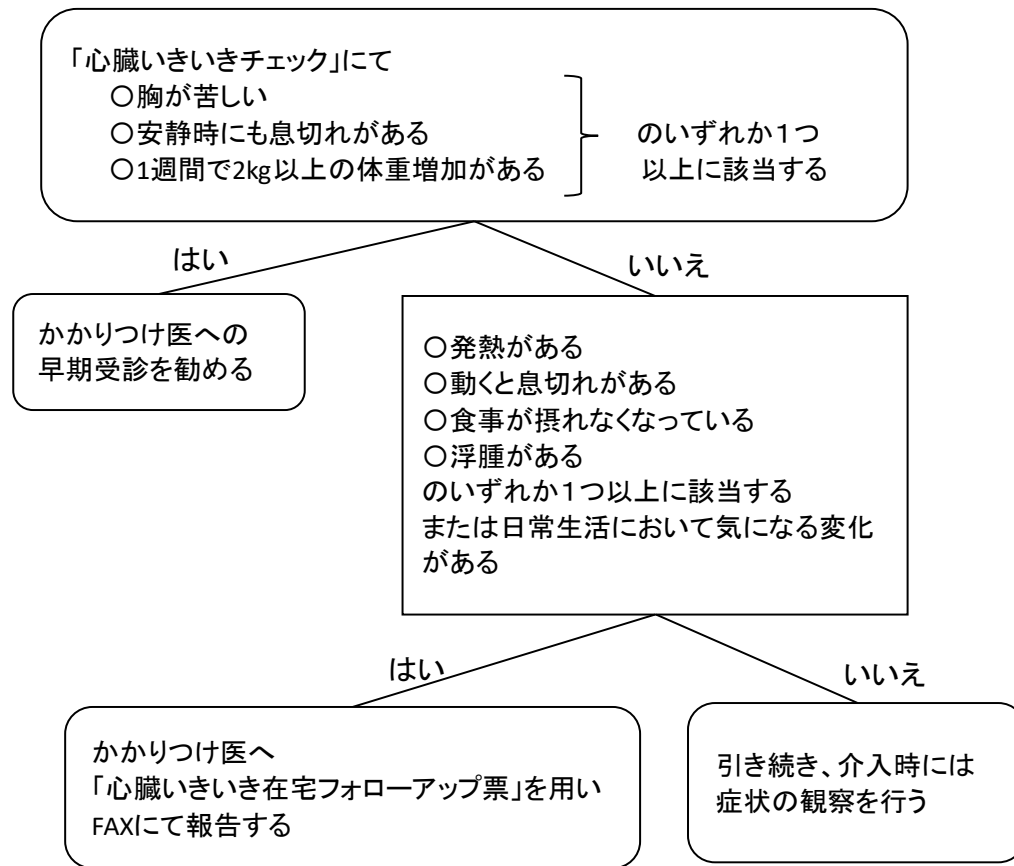 「心臓いきいきチェック」にて
○胸が苦しい
○安静時にも息切れがある
○1週間で2kg以上の体重増加がある
のいずれか１つ
以上に該当する
はい
いいえ
かかりつけ医への
早期受診を勧める
○発熱がある
○動くと息切れがある
○食事が摂れなくなっている
○浮腫がある
のいずれか１つ以上に該当する
または日常生活において気になる変化
がある
はい
いいえ
かかりつけ医へ
「心臓いきいき在宅フォローアップ票」を用い
FAXにて報告する
引き続き、介入時には
症状の観察を行う